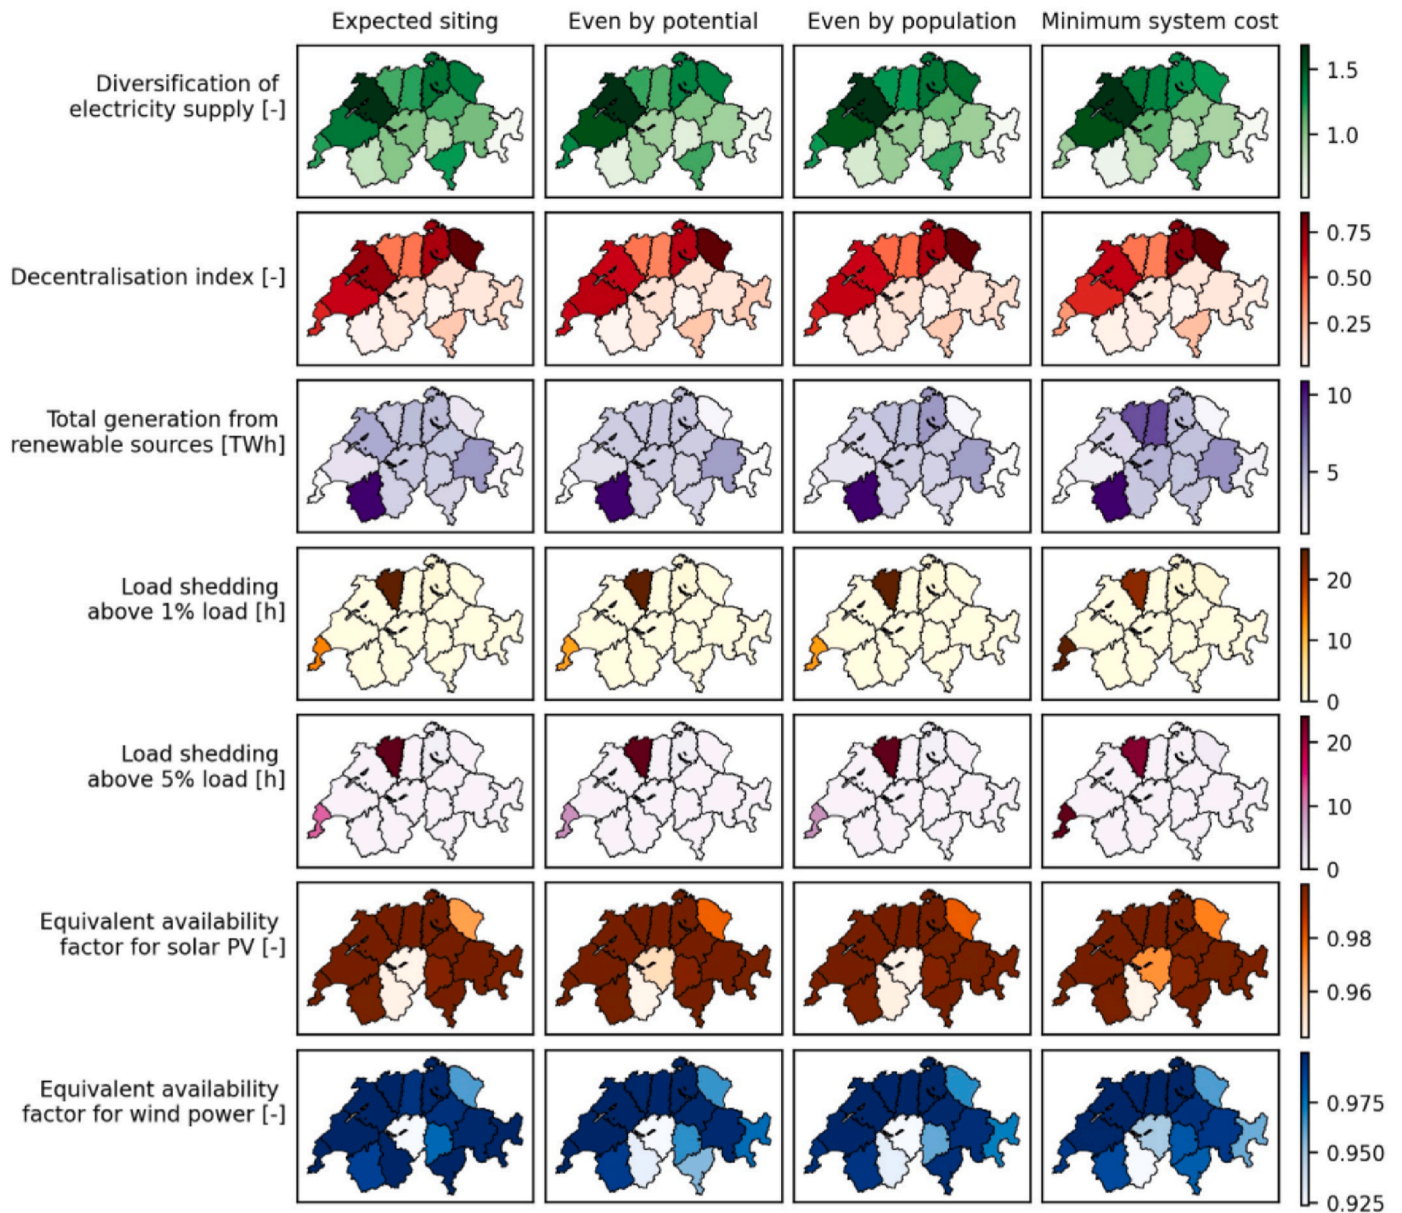 Expected siting
Even by potential
Even by population
Minimum system cost
Diversification of
electricity supply [-]
1.5
1.0
Decentralisation index [-]
0.75
0.50
0.25
Total generation from
renewable sources [TWh]
10
5
Load shedding
above 1% load [h]
20
10
0
Load shedding
above 5% load [h]
20
10
0
Equivalent availability
factor for solar PV [-]
0.98
0.96
Equivalent availability
factor for wind power [-]
0.975
0.950
0.925